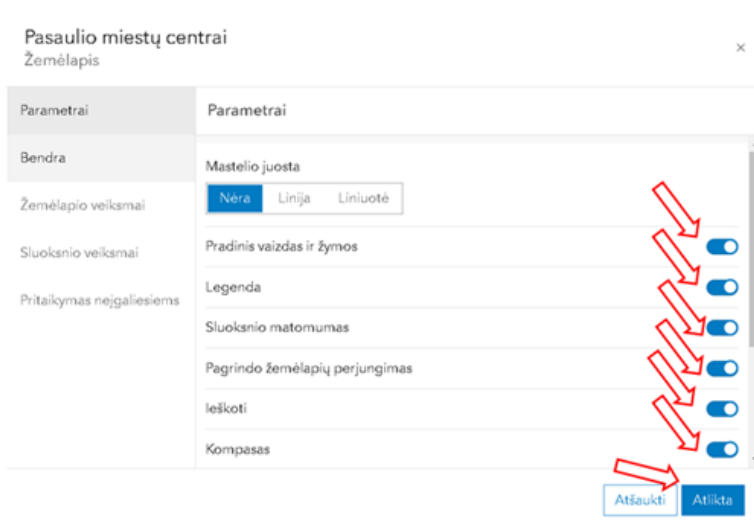 Pasaulio miestų centrai
Žemėlapis
Parametrai
Parametrai
Bendra
Žemėlapio veiksmai
Sluoksnio veiksmai
Pritaikymas neįgaliesiems
Mastelio juosta
Nėra Linija Liniuotė
Pradinis vaizdas ir žymos
Legenda
Sluoksnio matomumas
Pagrindo žemėlapių perjungimas
Ieškoti
Kompasas
Atšaukti Atlikta